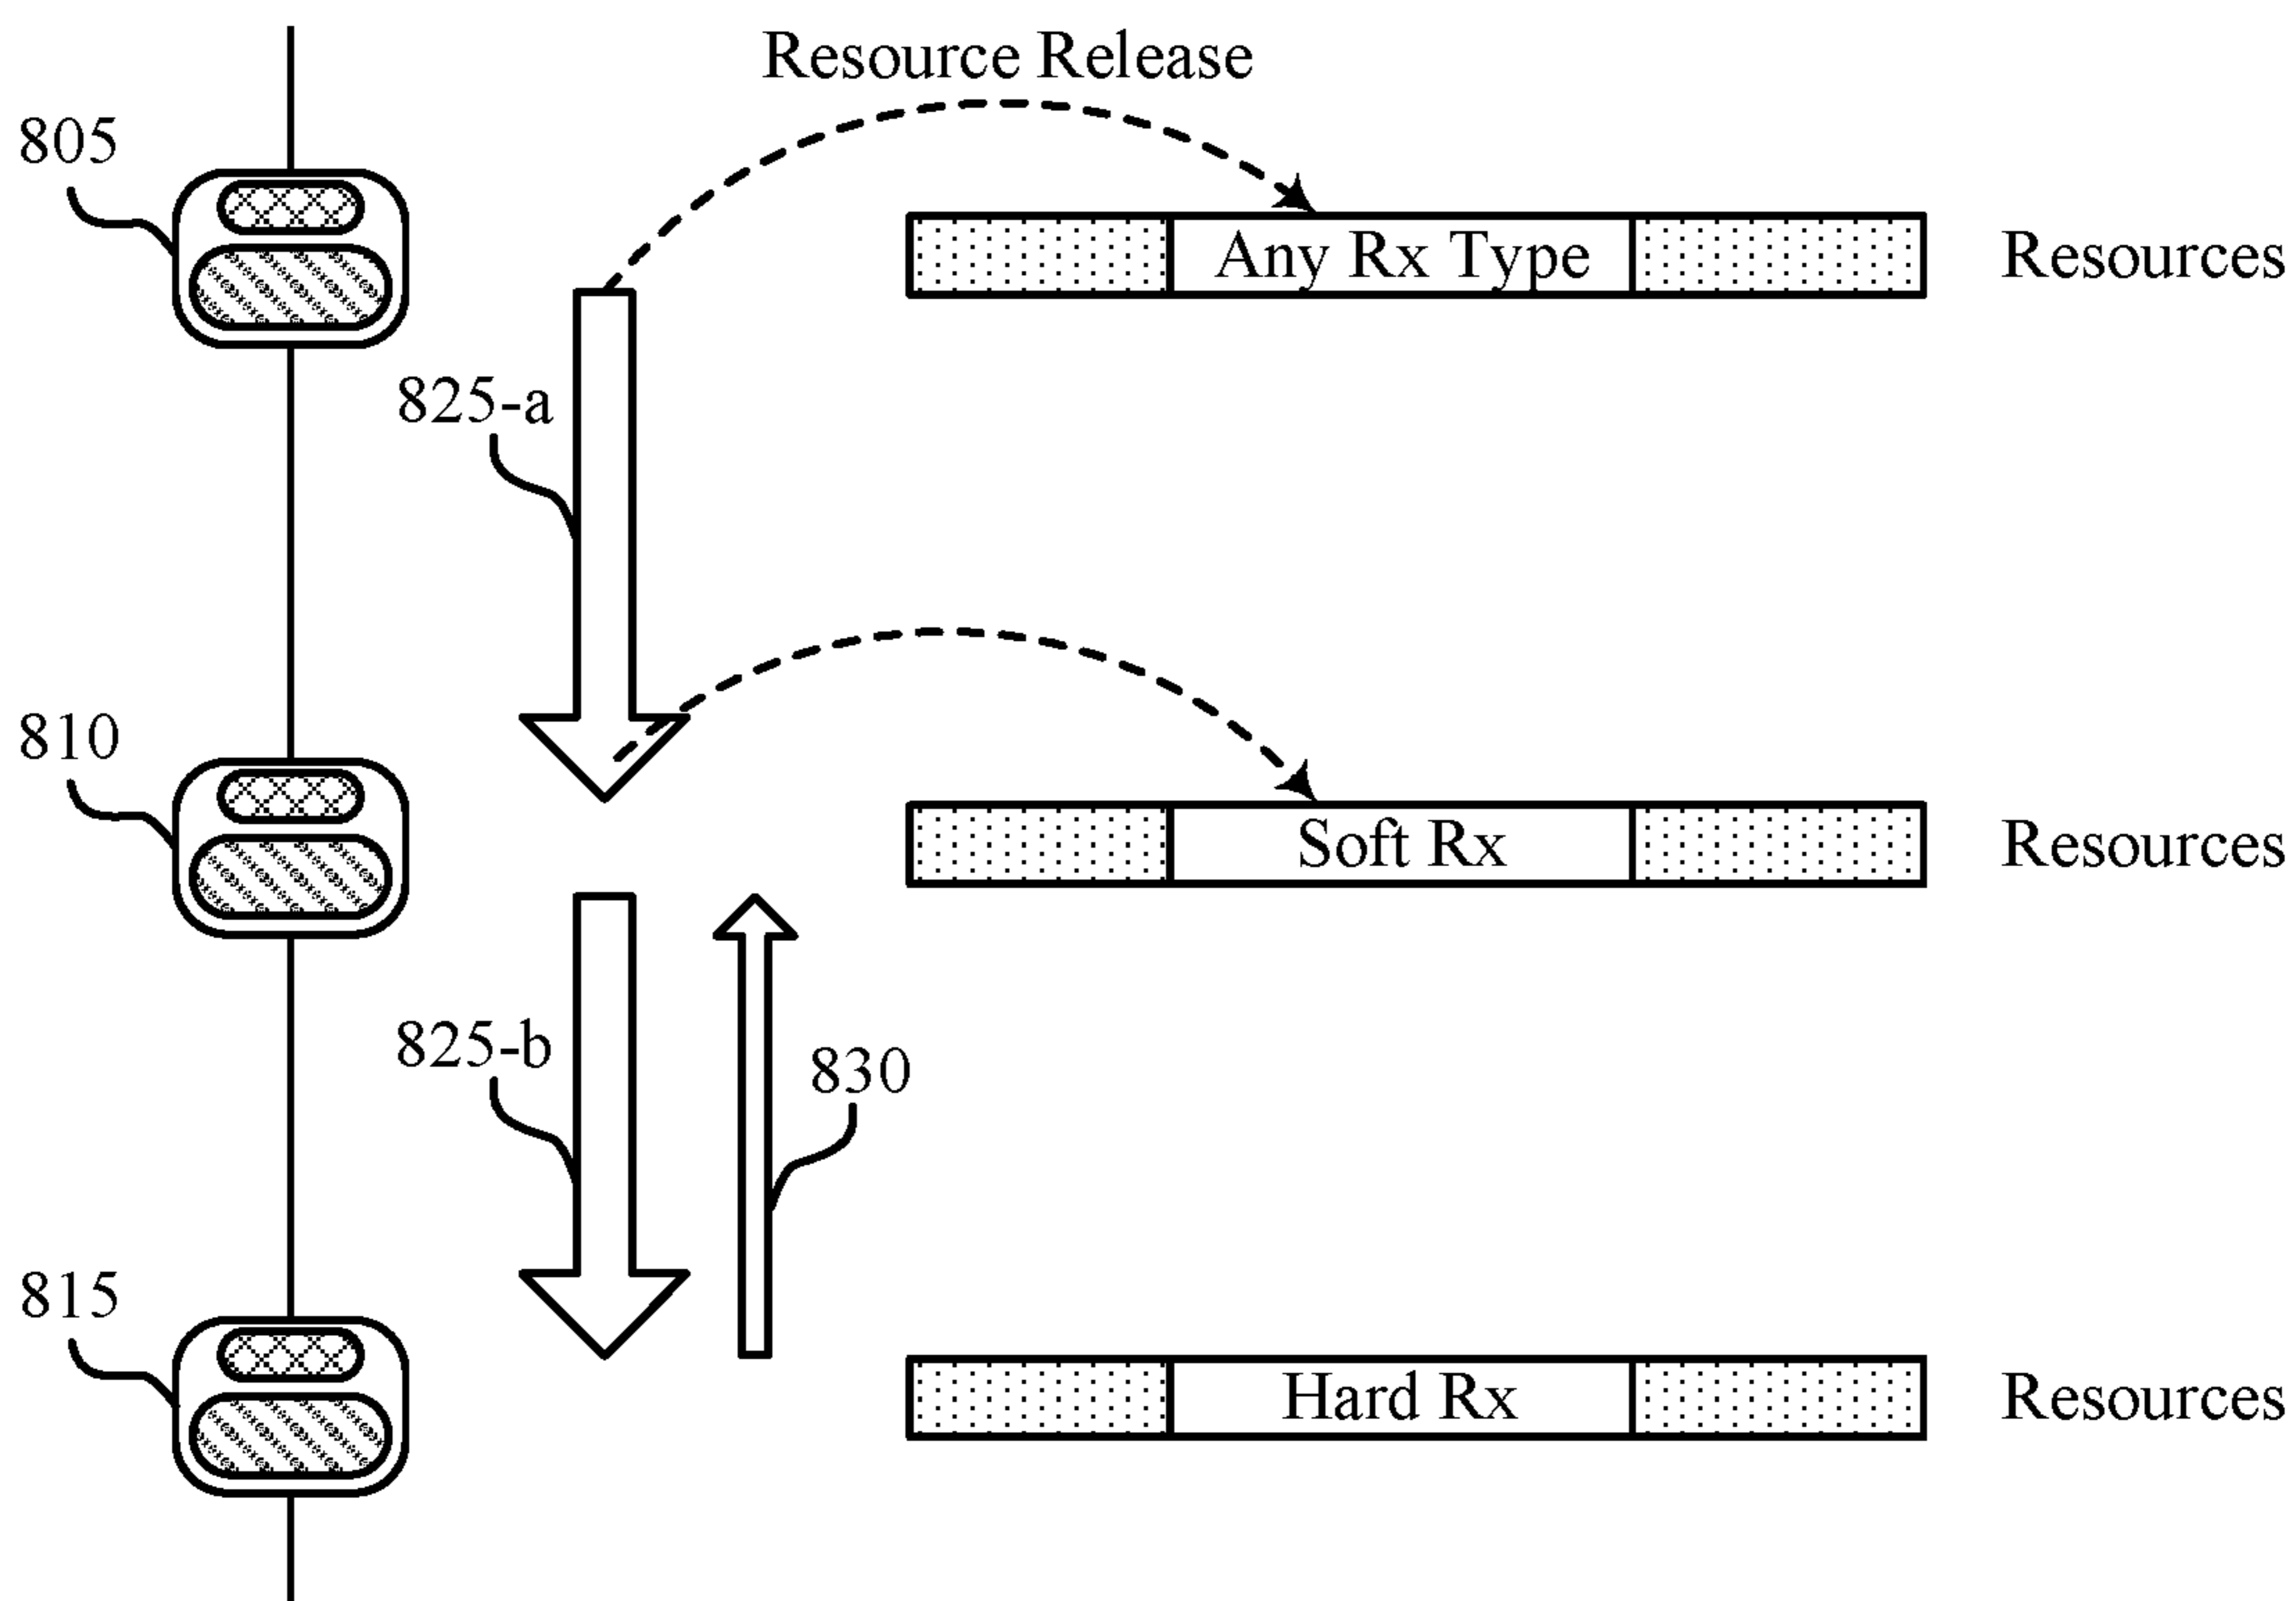 Resource Release
805
Any Rx Type
Resources
825-a
810
Soft Rx
Resources
825-b
830
815
Hard Rx
Resources